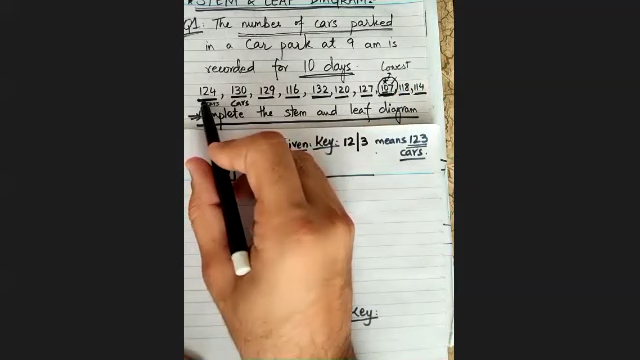 STEM & LEAF DIAGRAM:
Q1: The number of cars parked
in a Car park at 9 am is
recorded for 10 days. Lowest
124, 130, 129, 116, 132, 120, 127, 107, 118, 114
cars cars
mplete the stem and leaf diagram
iven: Key: 12|3 means 123
cars
Key: